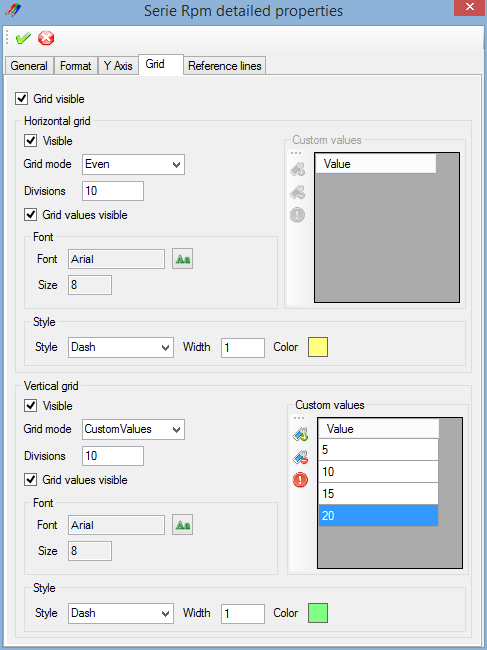 Serie Rpm detailed properties
General Format Y Axis Grid Reference lines
Grid visible
Horizontal grid
Visible
Grid mode Even
Divisions 10
Grid values visible
Font
Font Arial Aa
Size 8
Custom values
Value
Style
Style Dash Width 1 Color
Vertical grid
Visible
Grid mode CustomValues
Divisions 10
Grid values visible
Font
Font Arial Aa
Size 8
Custom values
Value
5
10
15
20
Style
Style Dash Width 1 Color